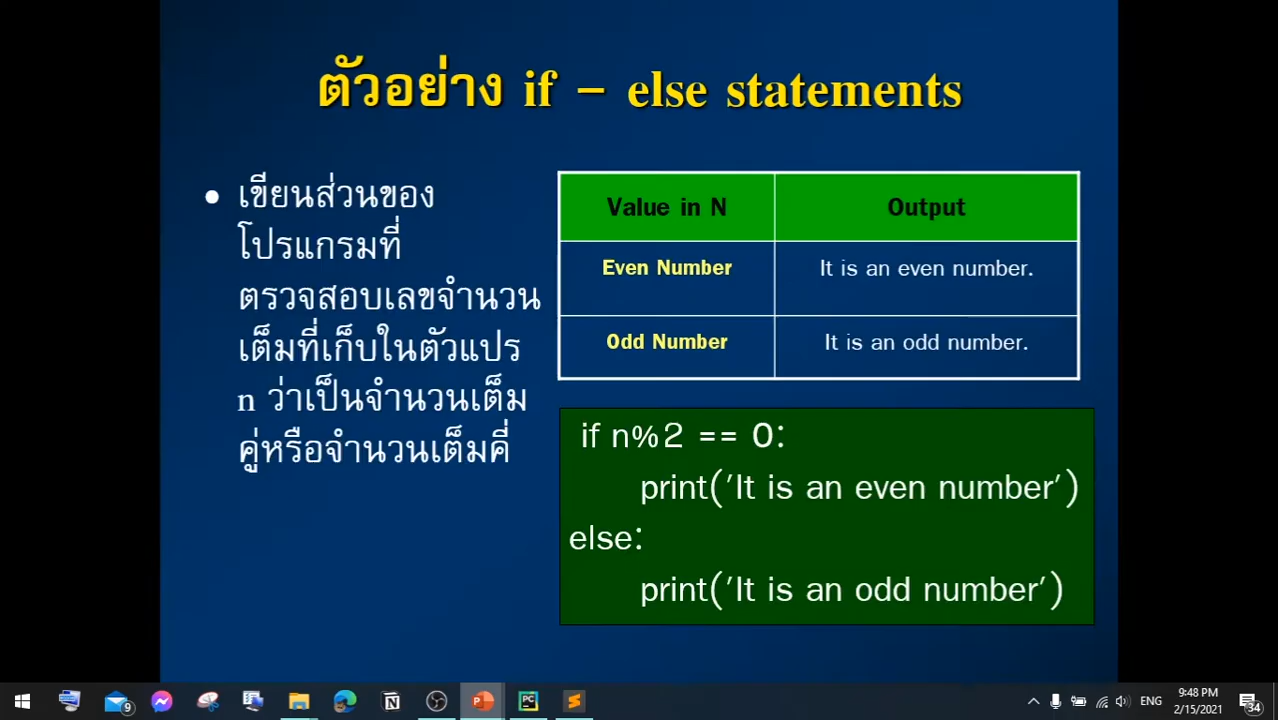 ตัวอย่าง if – else statements
• เขียนส่วนของ
โปรแกรมที่
ตรวจสอบเลขจำนวน
เต็มที่เก็บในตัวแปร
n ว่าเป็นจำนวนเต็ม
คู่หรือจำนวนเต็มคี่
Value in N Output
Even Number It is an even number.
Odd Number It is an odd number.
if n%2 == 0:
print('It is an even number')
else:
print('It is an odd number')
9
PC
ENG
9:48 PM
2/15/2021
34